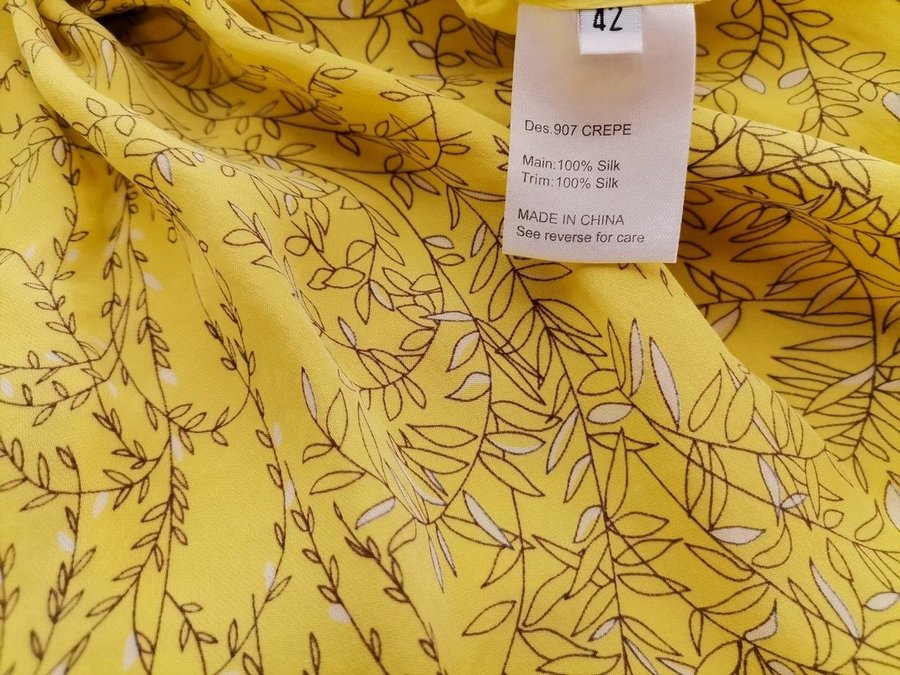 42
Des.907 CREPE
Main:100% Silk
Trim:100% Silk
MADE IN CHINA
See reverse for care